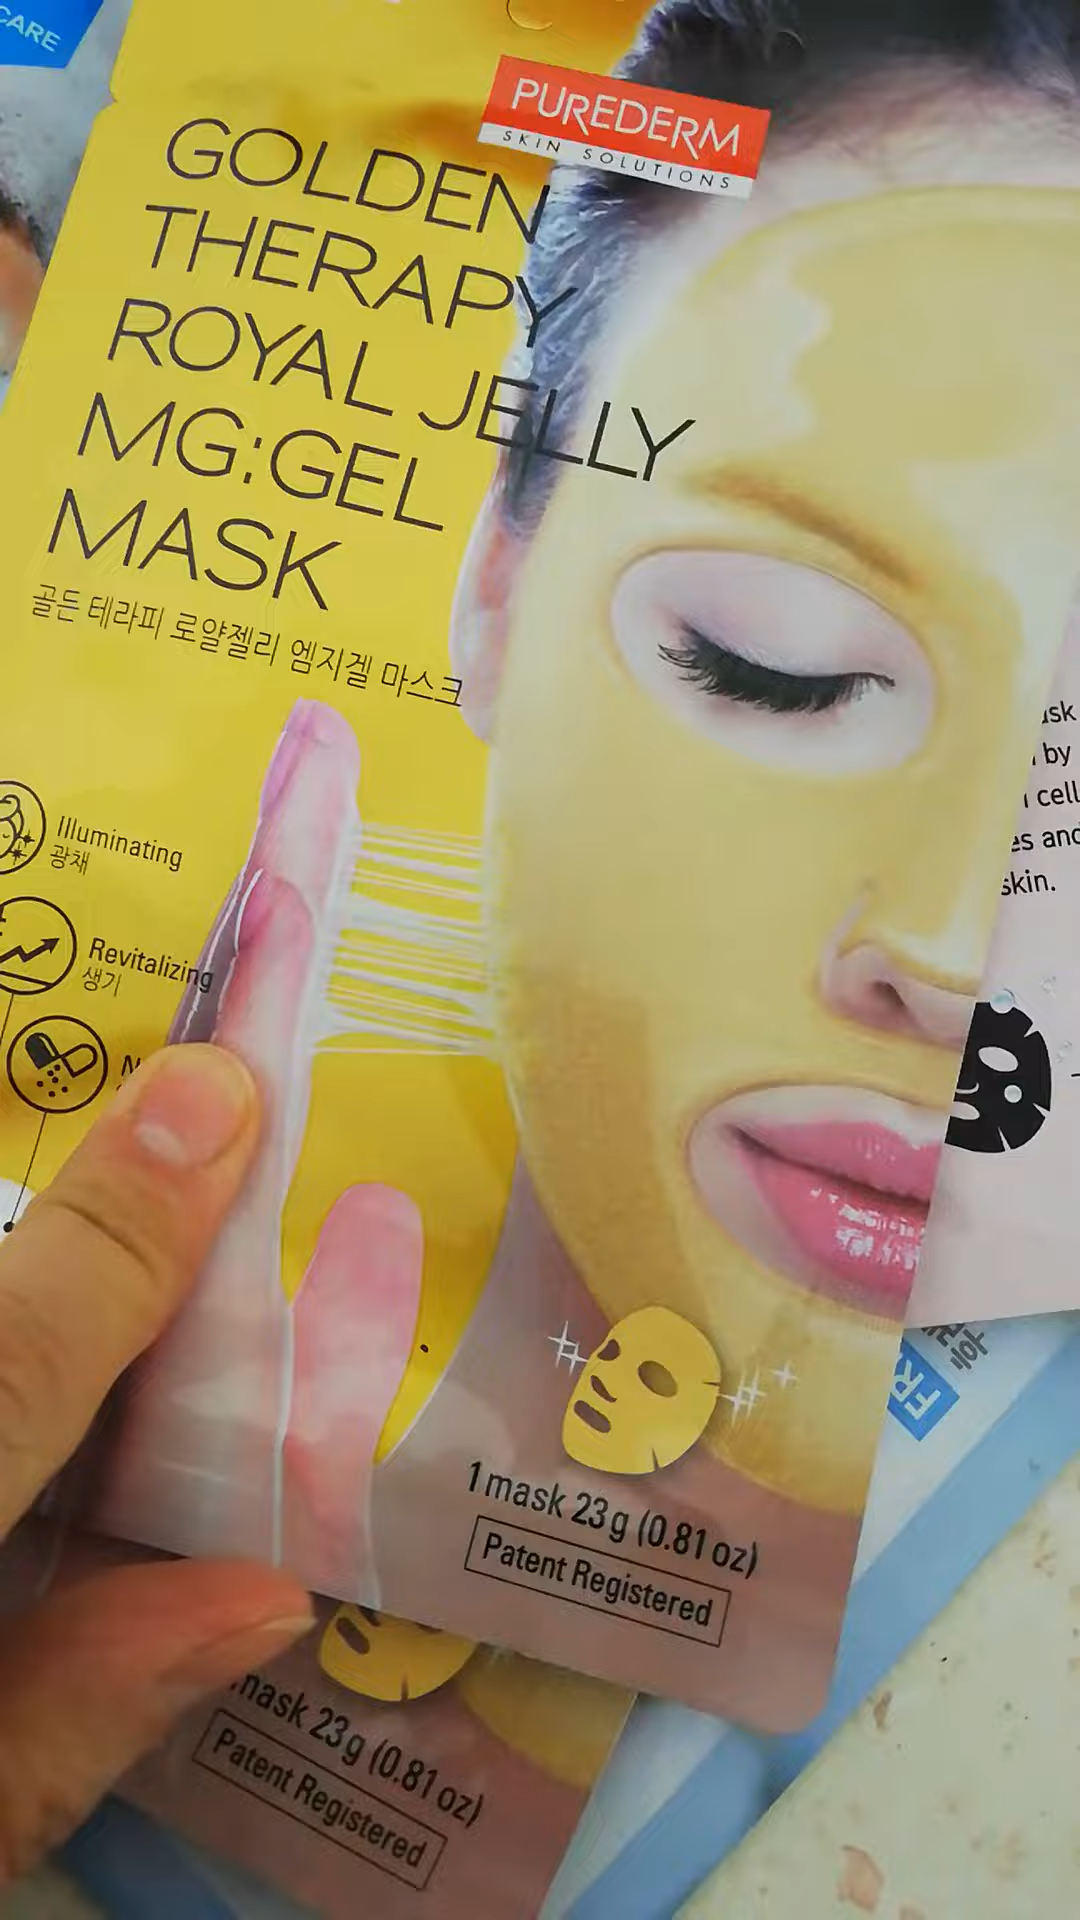 CARE
PUREDERM
SKIN SOLUTIONS
GOLDEN
THERAPY
ROYAL JELLY
MG:GEL
MASK
골든 테라피 로얄젤리 엠지겔 마스크
by
cell
and
skin.
Illuminating
광채
Revitalizing
생기
1 mask 23g (0.81 oz)
Patent Registered
mask 23g (0.81 oz)
Patent Registered